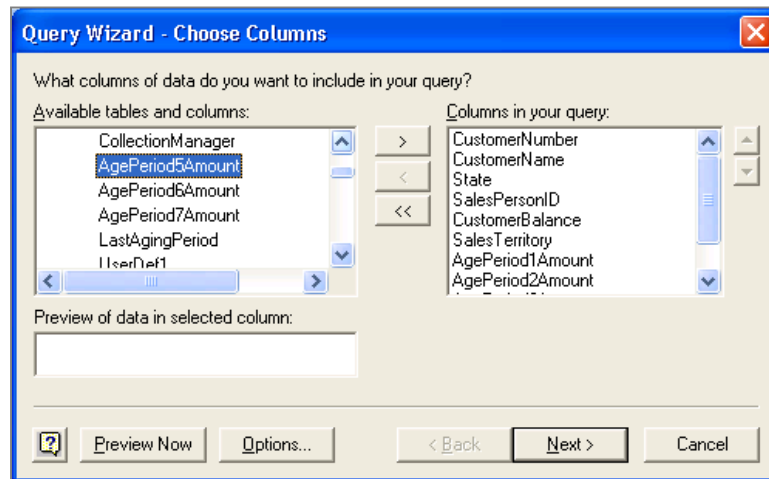 Query Wizard - Choose Columns
What columns of data do you want to include in your query?
Available tables and columns:
CollectionManager
AgePeriod5Amount
AgePeriod6Amount
AgePeriod7Amount
LastAgingPeriod
UserDef1
>
<
<<
Columns in your query:
CustomerNumber
CustomerName
State
SalesPersonID
CustomerBalance
SalesTerritory
AgePeriod1Amount
AgePeriod2Amount
Preview of data in selected column:
Preview Now
Options...
< Back
Next >
Cancel